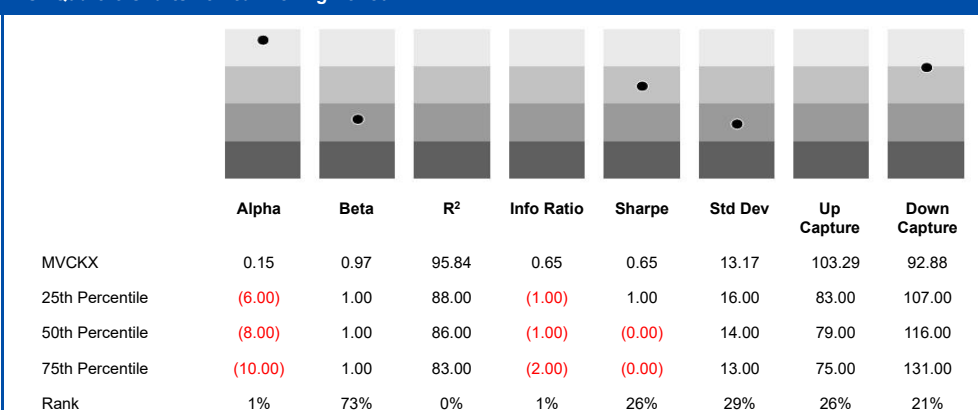 Alpha Beta R² Info Ratio Sharpe Std Dev Up Capture Down Capture
MVCKX 0.15 0.97 95.84 0.65 0.65 13.17 103.29 92.88
25th Percentile (6.00) 1.00 88.00 (1.00) 1.00 16.00 83.00 107.00
50th Percentile (8.00) 1.00 86.00 (1.00) (0.00) 14.00 79.00 116.00
75th Percentile (10.00) 1.00 83.00 (2.00) (0.00) 13.00 75.00 131.00
Rank 1% 73% 0% 1% 26% 29% 26% 21%